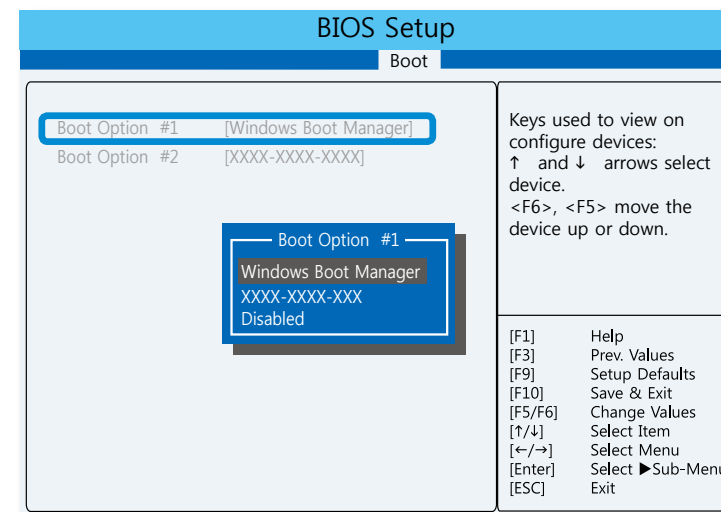 BIOS Setup
Boot
Boot Option #1 [Windows Boot Manager]
Boot Option #2 [XXXX-XXXX-XXXX]
Boot Option #1
Windows Boot Manager
XXXX-XXXX-XXX
Disabled
Keys used to view on
configure devices:
↑ and ↓ arrows select
device.
<F6>, <F5> move the
device up or down.
[F1] Help
[F3] Prev. Values
[F9] Setup Defaults
[F10] Save & Exit
[F5/F6] Change Values
[↑/↓] Select Item
[←/→] Select Menu
[Enter] Select ▶Sub-Menu
[ESC] Exit